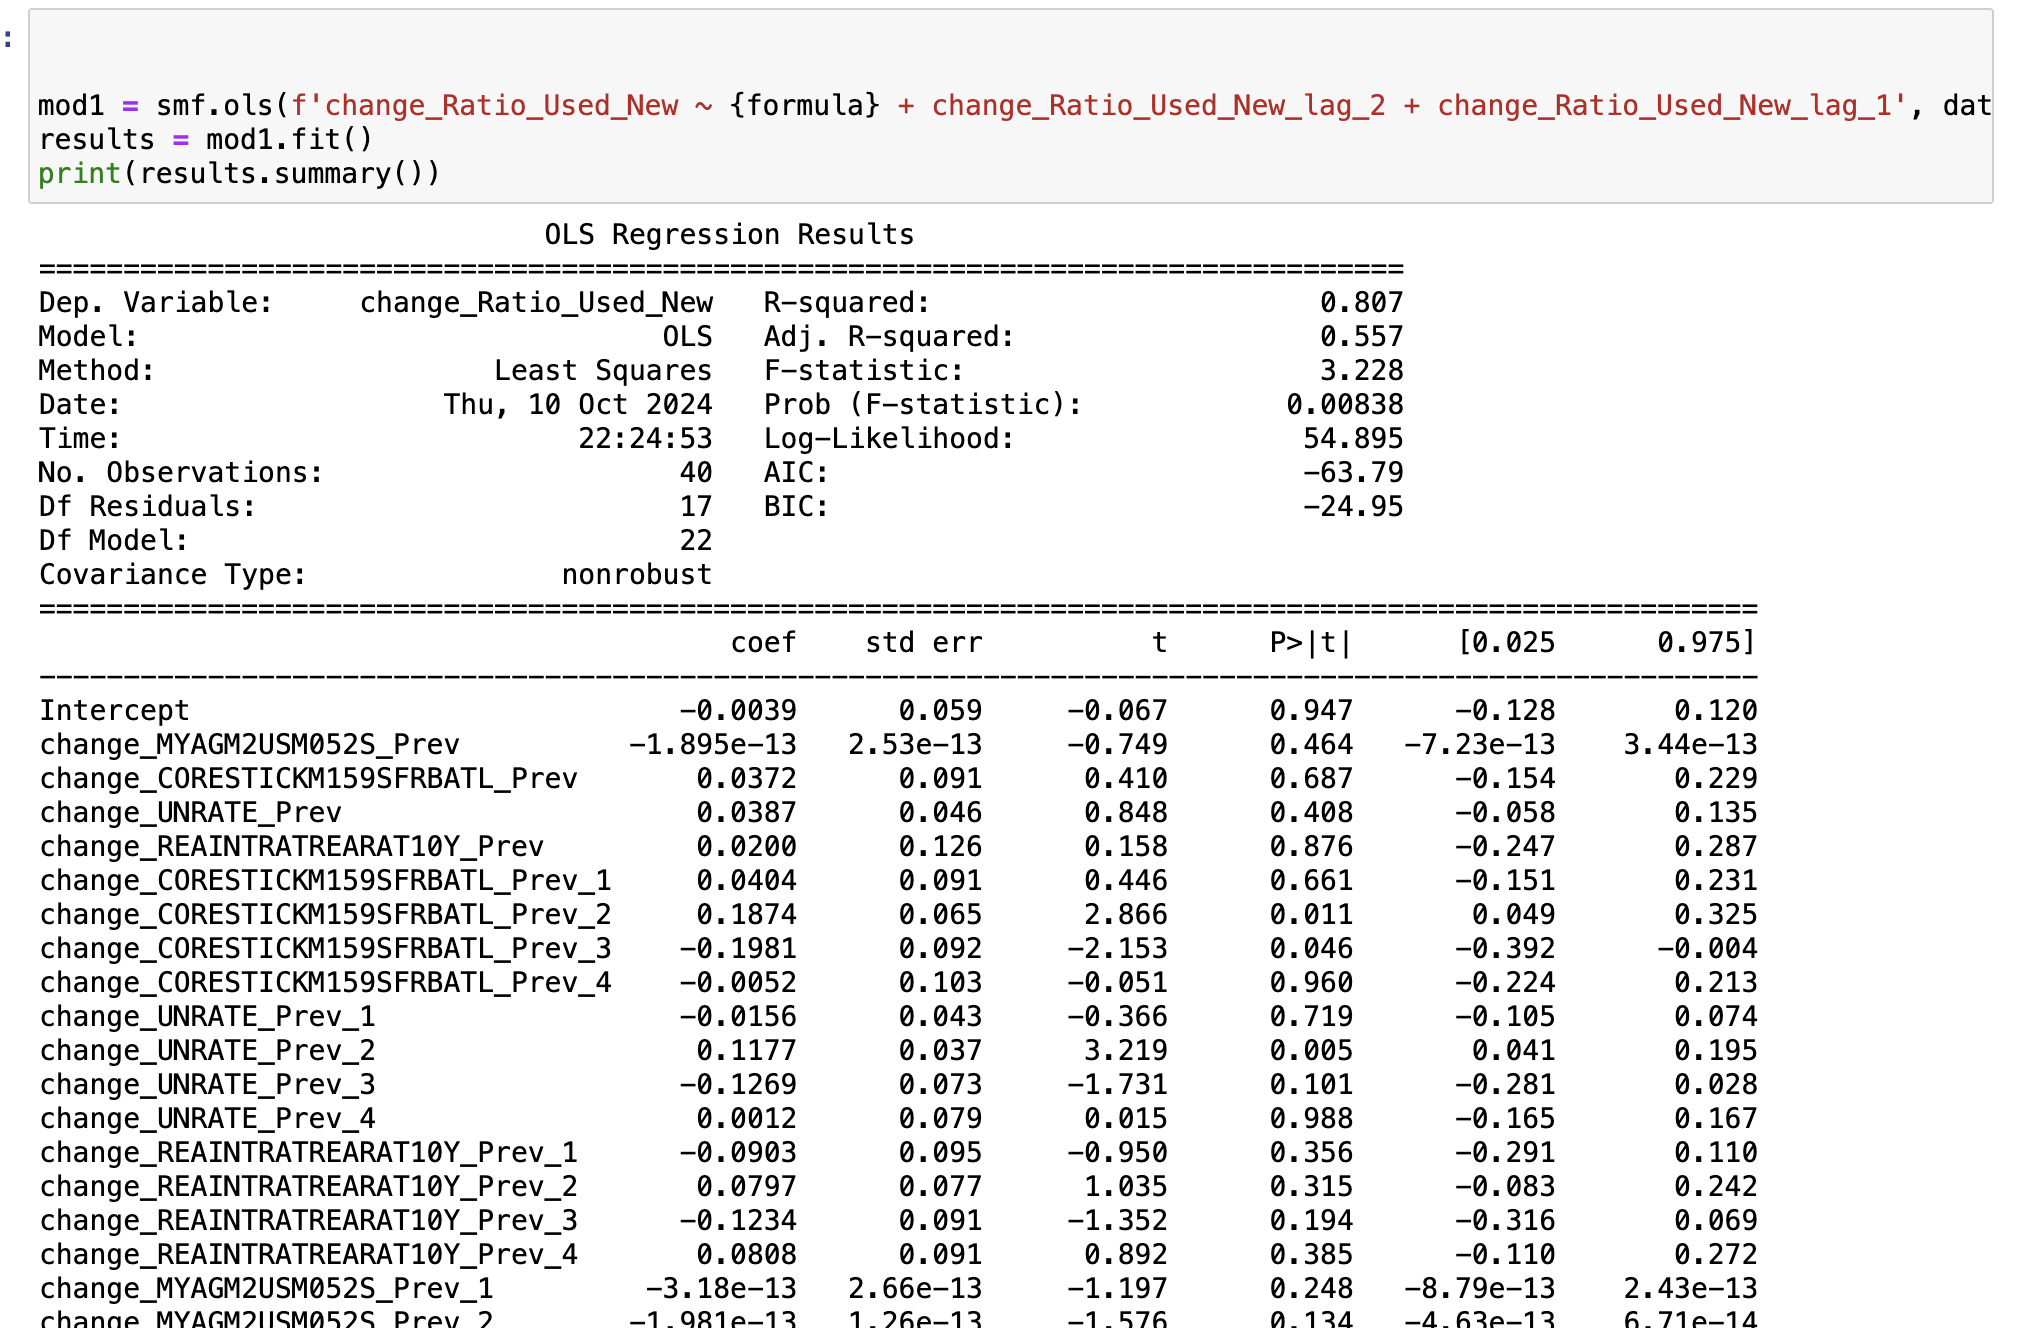 :
mod1 = smf.ols(f'change_Ratio_Used_New ~ {formula} + change_Ratio_Used_New_lag_2 + change_Ratio_Used_New_lag_1', dat
results = mod1.fit()
print(results.summary())
OLS Regression Results
=================================================================================
Dep. Variable: change_Ratio_Used_New R-squared: 0.807
Model: OLS Adj. R-squared: 0.557
Method: Least Squares F-statistic: 3.228
Date: Thu, 10 Oct 2024 Prob (F-statistic): 0.00838
Time: 22:24:53 Log-Likelihood: 54.895
No. Observations: 40 AIC: -63.79
Df Residuals: 17 BIC: -24.95
Df Model: 22
Covariance Type: nonrobust
======================================================================================================
coef std err t P>|t| [0.025 0.975]
------------------------------------------------------------------------------------------------------
Intercept -0.0039 0.059 -0.067 0.947 -0.128 0.120
change_MYAGM2USM052S_Prev -1.895e-13 2.53e-13 -0.749 0.464 -7.23e-13 3.44e-13
change_CORESTICKM159SFRBATL_Prev 0.0372 0.091 0.410 0.687 -0.154 0.229
change_UNRATE_Prev 0.0387 0.046 0.848 0.408 -0.058 0.135
change_REAINTRATREARAT10Y_Prev 0.0200 0.126 0.158 0.876 -0.247 0.287
change_CORESTICKM159SFRBATL_Prev_1 0.0404 0.091 0.446 0.661 -0.151 0.231
change_CORESTICKM159SFRBATL_Prev_2 0.1874 0.065 2.866 0.011 0.049 0.325
change_CORESTICKM159SFRBATL_Prev_3 -0.1981 0.092 -2.153 0.046 -0.392 -0.004
change_CORESTICKM159SFRBATL_Prev_4 -0.0052 0.103 -0.051 0.960 -0.224 0.213
change_UNRATE_Prev_1 -0.0156 0.043 -0.366 0.719 -0.105 0.074
change_UNRATE_Prev_2 0.1177 0.037 3.219 0.005 0.041 0.195
change_UNRATE_Prev_3 -0.1269 0.073 -1.731 0.101 -0.281 0.028
change_UNRATE_Prev_4 0.0012 0.079 0.015 0.988 -0.165 0.167
change_REAINTRATREARAT10Y_Prev_1 -0.0903 0.095 -0.950 0.356 -0.291 0.110
change_REAINTRATREARAT10Y_Prev_2 0.0797 0.077 1.035 0.315 -0.083 0.242
change_REAINTRATREARAT10Y_Prev_3 -0.1234 0.091 -1.352 0.194 -0.316 0.069
change_REAINTRATREARAT10Y_Prev_4 0.0808 0.091 0.892 0.385 -0.110 0.272
change_MYAGM2USM052S_Prev_1 -3.18e-13 2.66e-13 -1.197 0.248 -8.79e-13 2.43e-13
change_MYAGM2USM052S_Prev_2 -1.981e-13 1.26e-13 -1.576 0.134 -4.63e-13 6.71e-14